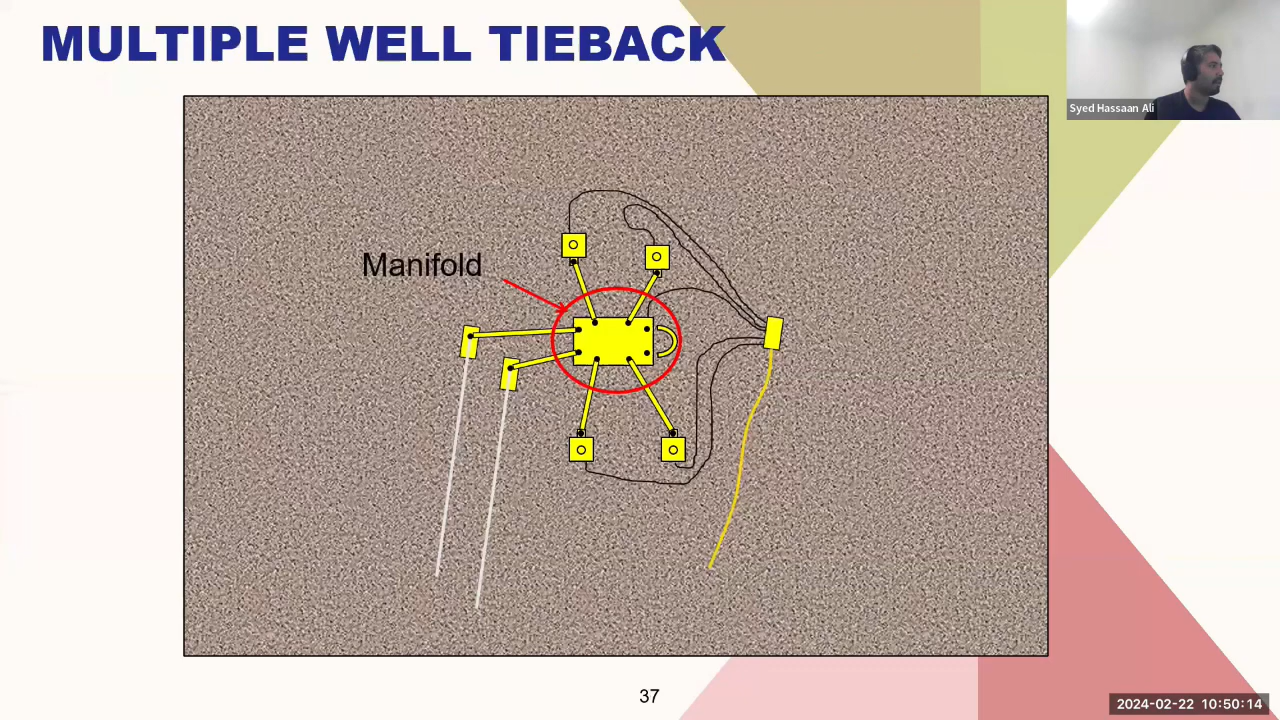 MULTIPLE WELL TIEBACK
Syed Hassaan Ali
Manifold
37
2024-02-22 10:50:14